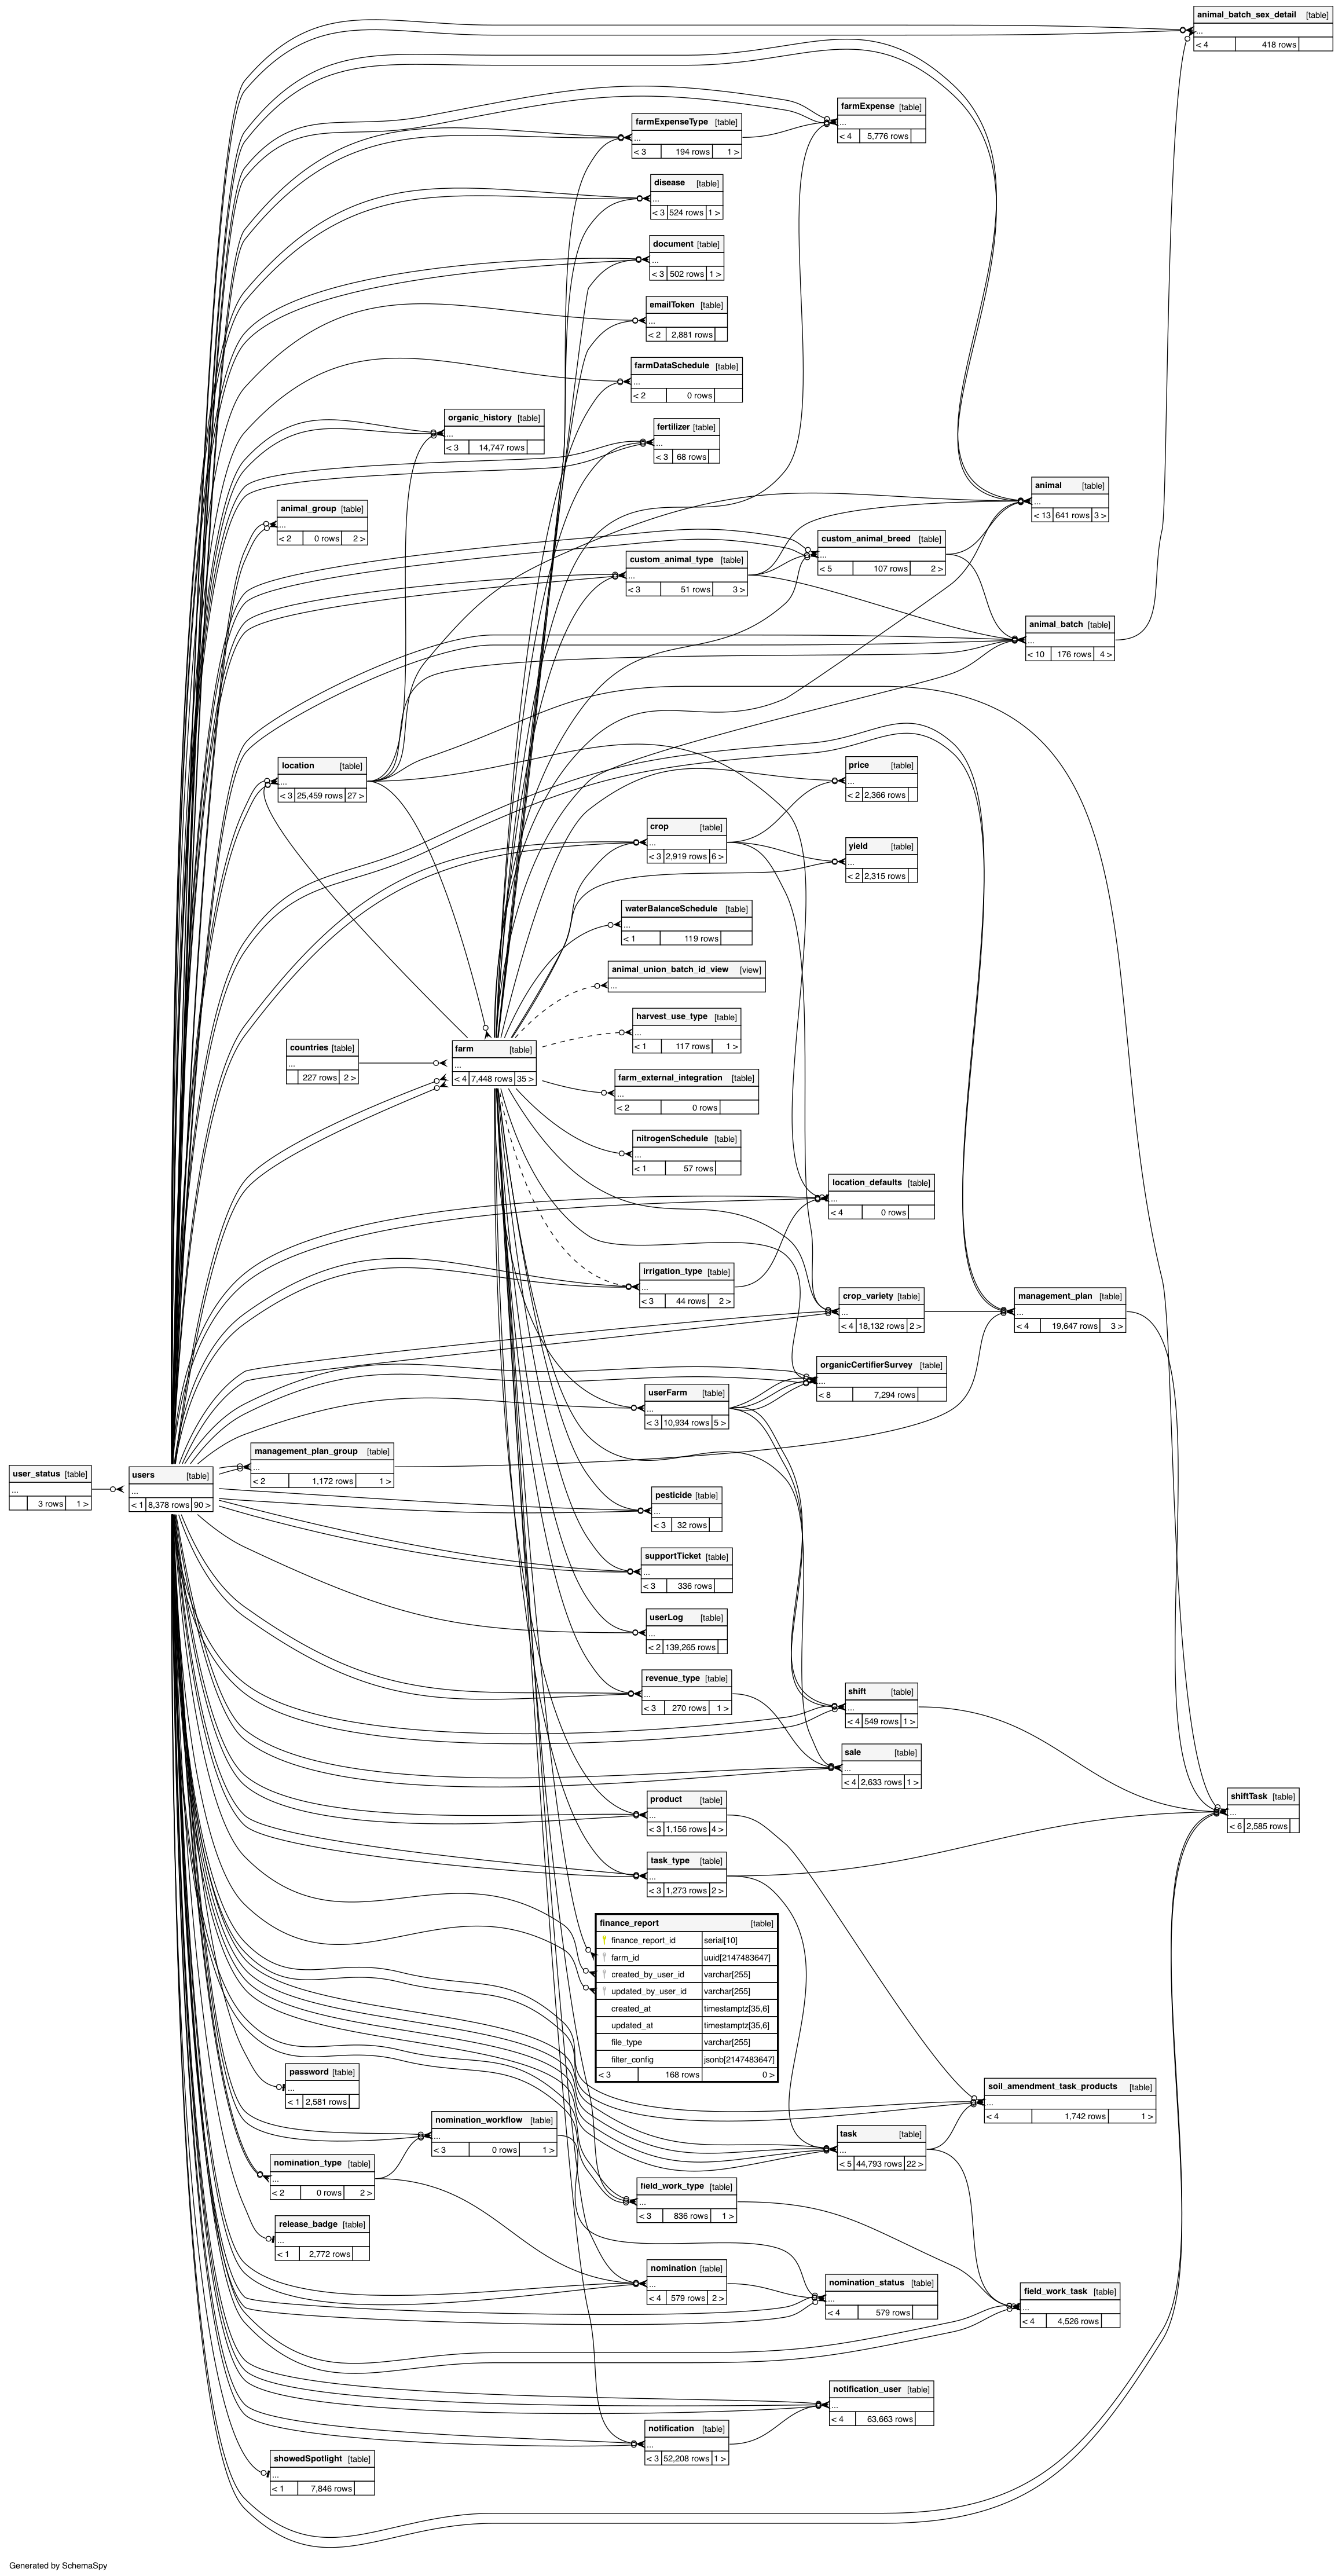 animal_batch_sex_detail [table]
...
< 4 418 rows
farmExpense [table]
...
< 4 5,776 rows
farmExpenseType [table]
...
< 3 194 rows 1 >
disease [table]
...
< 3 524 rows 1 >
document [table]
...
< 3 502 rows 1 >
emailToken [table]
...
< 2 2,881 rows
farmDataSchedule [table]
...
< 2 0 rows
organic_history [table]
...
< 3 14,747 rows
fertilizer [table]
...
< 3 68 rows
animal [table]
...
< 13 641 rows 3 >
animal_group [table]
...
< 2 0 rows 2 >
custom_animal_breed [table]
...
< 5 107 rows 2 >
custom_animal_type [table]
...
< 3 51 rows 3 >
animal_batch [table]
...
< 10 176 rows 4 >
location [table]
...
< 3 25,459 rows 27 >
price [table]
...
< 2 2,366 rows
crop [table]
...
< 3 2,919 rows 6 >
yield [table]
...
< 2 2,315 rows
waterBalanceSchedule [table]
...
< 1 119 rows
animal_union_batch_id_view [view]
...
harvest_use_type [table]
...
< 1 117 rows 1 >
countries [table]
...
227 rows 2 >
farm [table]
...
< 4 7,448 rows 35 >
farm_external_integration [table]
...
< 2 0 rows
nitrogenSchedule [table]
...
< 1 57 rows
location_defaults [table]
...
< 4 0 rows
irrigation_type [table]
...
< 3 44 rows 2 >
crop_variety [table]
...
< 4 18,132 rows 2 >
management_plan [table]
...
< 4 19,647 rows 3 >
organicCertifierSurvey [table]
...
< 8 7,294 rows
userFarm [table]
...
< 3 10,934 rows 5 >
management_plan_group [table]
...
< 2 1,172 rows 1 >
user_status [table]
...
3 rows 1 >
users [table]
...
< 1 8,378 rows 90 >
pesticide [table]
...
< 3 32 rows
supportTicket [table]
...
< 3 336 rows
userLog [table]
...
< 2 139,265 rows
revenue_type [table]
...
< 3 270 rows 1 >
shift [table]
...
< 4 549 rows 1 >
sale [table]
...
< 4 2,633 rows 1 >
shiftTask [table]
...
< 6 2,585 rows
product [table]
...
< 3 1,156 rows 4 >
task_type [table]
...
< 3 1,273 rows 2 >
finance_report [table]
finance_report_id serial[10]
farm_id uuid[2147483647]
created_by_user_id varchar[255]
updated_by_user_id varchar[255]
created_at timestamptz[35,6]
updated_at timestamptz[35,6]
file_type varchar[255]
filter_config jsonb[2147483647]
< 3 168 rows 0 >
password [table]
...
< 1 2,581 rows
soil_amendment_task_products [table]
...
< 4 1,742 rows 1 >
nomination_workflow [table]
...
< 3 0 rows 1 >
task [table]
...
< 5 44,793 rows 22 >
nomination_type [table]
...
< 2 0 rows 2 >
field_work_type [table]
...
< 3 836 rows 1 >
release_badge [table]
...
< 1 2,772 rows
nomination [table]
...
< 4 579 rows 2 >
nomination_status [table]
...
< 4 579 rows
field_work_task [table]
...
< 4 4,526 rows
notification_user [table]
...
< 4 63,663 rows
notification [table]
...
< 3 52,208 rows 1 >
showedSpotlight [table]
...
< 1 7,846 rows
Generated by SchemaSpy